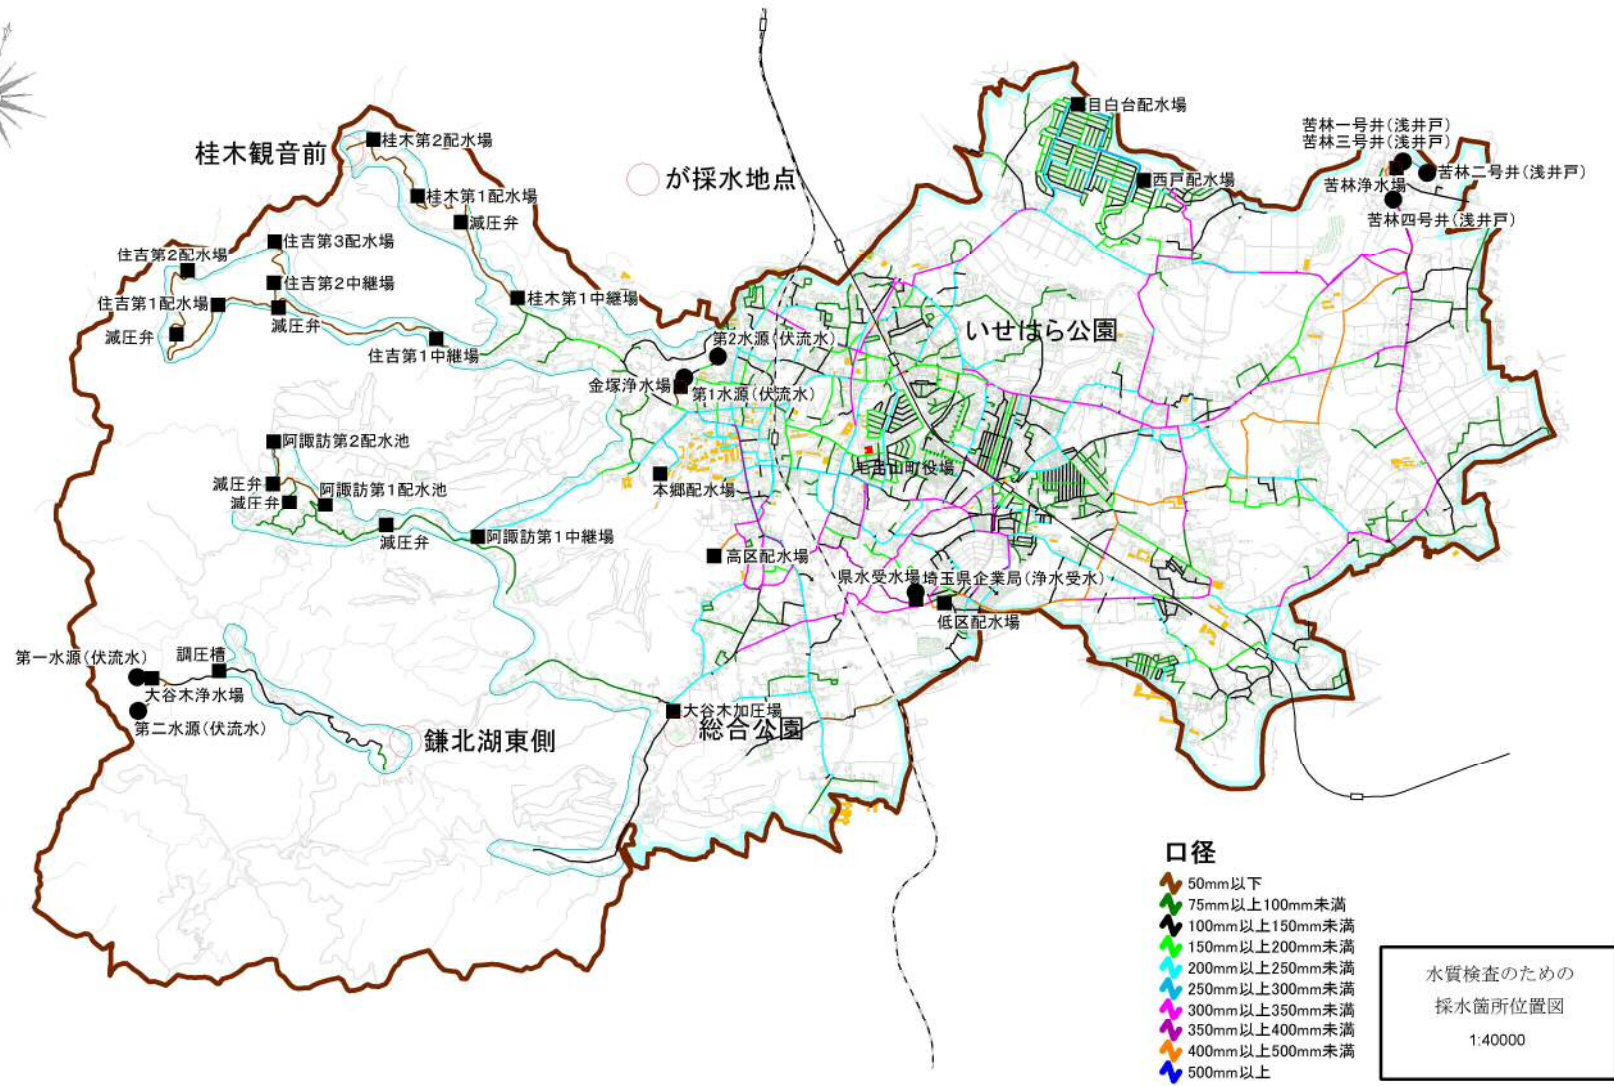 目白台配水場
苦林一号井(浅井戸)
苦林三号井(浅井戸)
桂木第2配水場
桂木観音前
が採水地点
苦林二号井(浅井戸)
西戸配水場
苦林浄水場
桂木第1配水場
苦林四号井(浅井戸)
減圧弁
住吉第3配水場
住吉第2配水場
住吉第2中継場
桂木第1中継場
住吉第1配水場
減圧弁
減圧弁
いせはら公園
第2水源(伏流水)
住吉第1中継場
金塚浄水場
第1水源(伏流水)
阿諏訪第2配水池
毛呂山町役場
減圧弁
阿諏訪第1配水池
本郷配水場
減圧弁
阿諏訪第1中継場
減圧弁
高区配水場
県水受水場
埼玉県企業局(浄水受水)
低区配水場
第一水源(伏流水)
調圧槽
大谷木浄水場
大谷木加圧場
第二水源(伏流水)
総合公園
鎌北湖東側
口径
50mm以下
75mm以上100mm未満
100mm以上150mm未満
150mm以上200mm未満
200mm以上250mm未満
250mm以上300mm未満
300mm以上350mm未満
350mm以上400mm未満
400mm以上500mm未満
500mm以上
水質検査のための
採水箇所位置図
1:40000